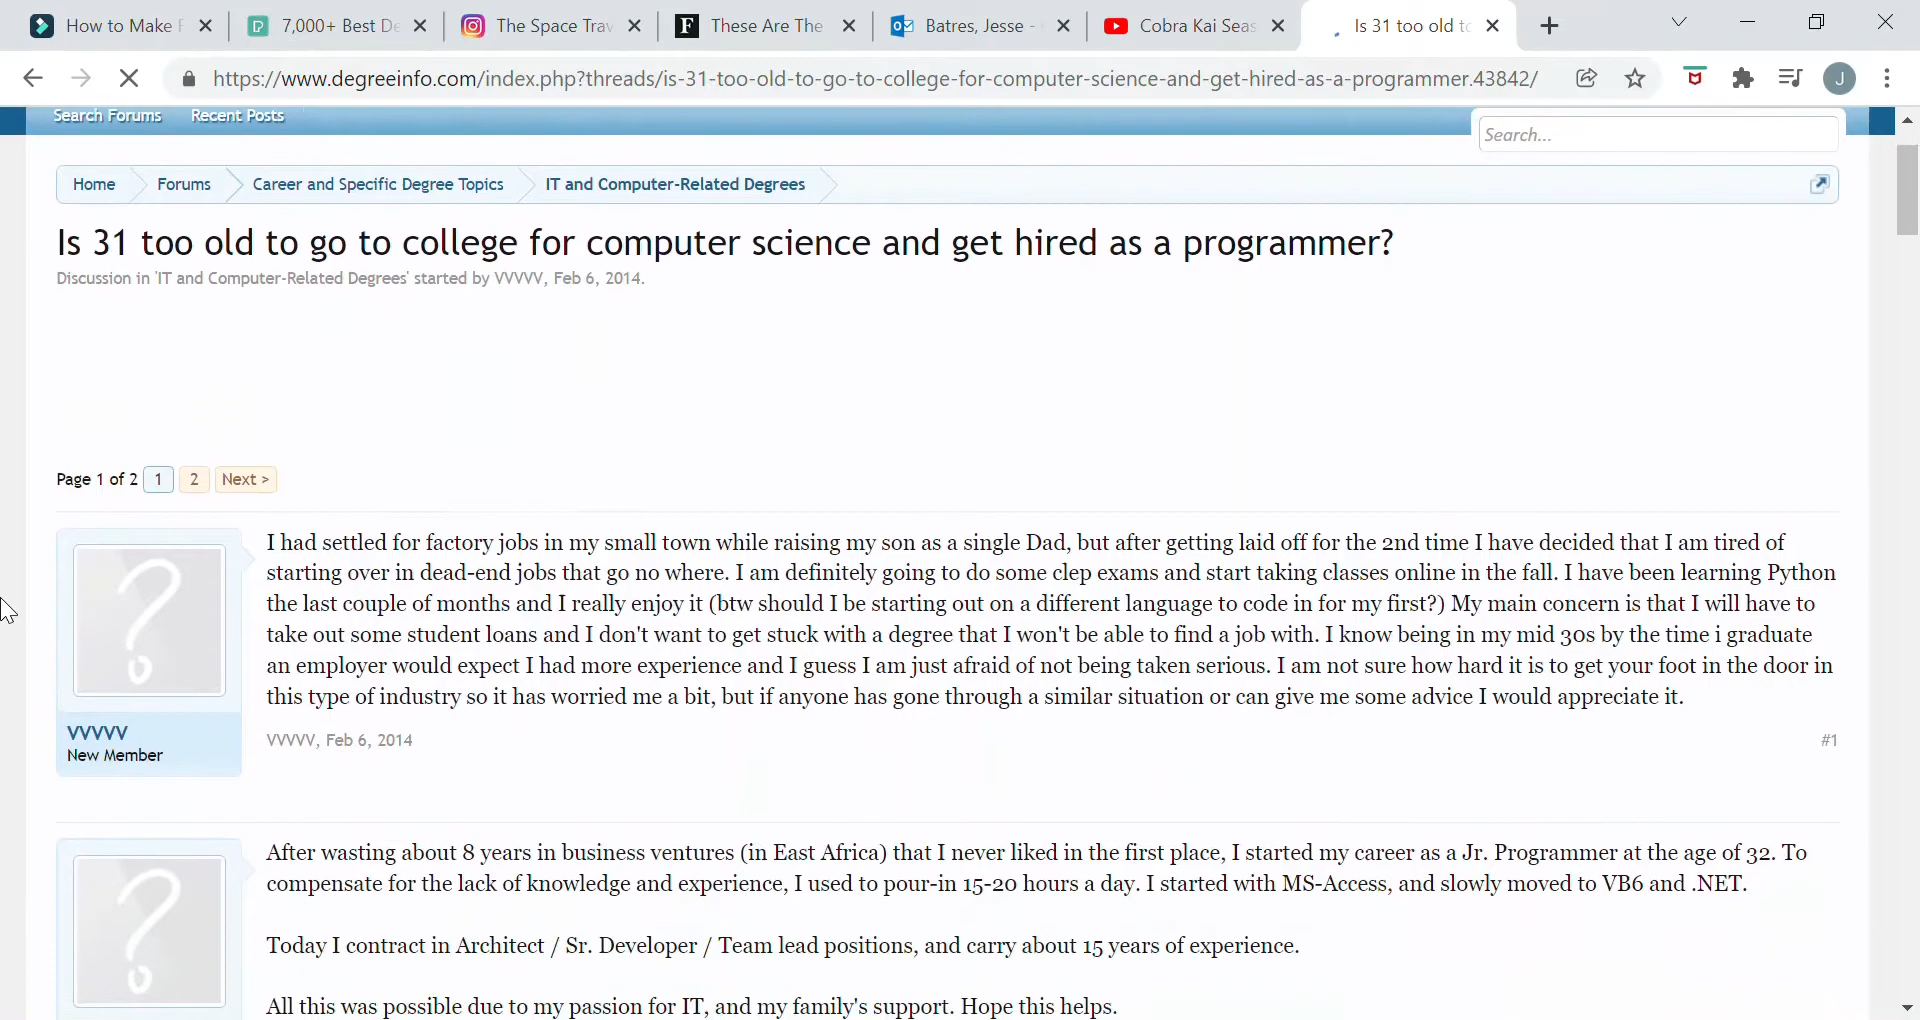 How to Make F
7,000+ Best De
The Space Trav
These Are The
Batres, Jesse -
Cobra Kai Seas
Is 31 too old to
https://www.degreeinfo.com/index.php?threads/is-31-too-old-to-go-to-college-for-computer-science-and-get-hired-as-a-programmer.43842/
J
Search Forums
Recent Posts
Search...
Home
Forums
Career and Specific Degree Topics
IT and Computer-Related Degrees
Is 31 too old to go to college for computer science and get hired as a programmer?
Discussion in 'IT and Computer-Related Degrees' started by VVVVV, Feb 6, 2014.
Page 1 of 2 1 2 Next >
I had settled for factory jobs in my small town while raising my son as a single Dad, but after getting laid off for the 2nd time I have decided that I am tired of
starting over in dead-end jobs that go no where. I am definitely going to do some clep exams and start taking classes online in the fall. I have been learning Python
the last couple of months and I really enjoy it (btw should I be starting out on a different language to code in for my first?) My main concern is that I will have to
take out some student loans and I don't want to get stuck with a degree that I won't be able to find a job with. I know being in my mid 30s by the time i graduate
an employer would expect I had more experience and I guess I am just afraid of not being taken serious. I am not sure how hard it is to get your foot in the door in
this type of industry so it has worried me a bit, but if anyone has gone through a similar situation or can give me some advice I would appreciate it.
VVVVV
New Member
VVVVV, Feb 6, 2014
#1
After wasting about 8 years in business ventures (in East Africa) that I never liked in the first place, I started my career as a Jr. Programmer at the age of 32. To
compensate for the lack of knowledge and experience, I used to pour-in 15-20 hours a day. I started with MS-Access, and slowly moved to VB6 and .NET.
Today I contract in Architect / Sr. Developer / Team lead positions, and carry about 15 years of experience.
All this was possible due to my passion for IT, and my family's support. Hope this helps.